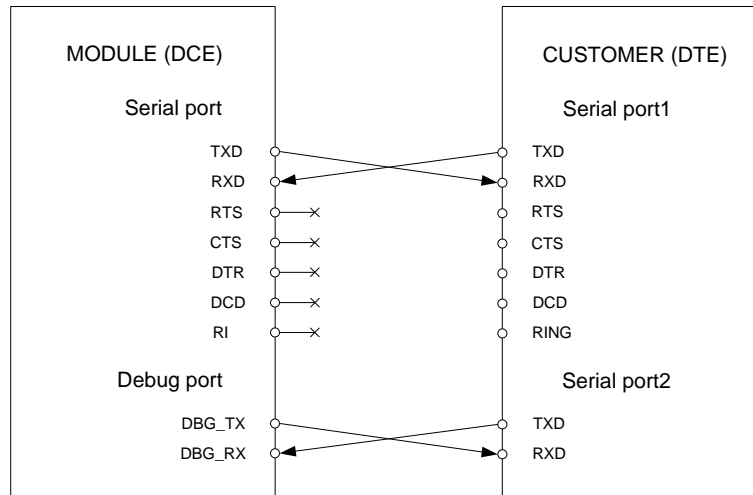 MODULE (DCE)
Serial port
TXD
RXD
RTS
CTS
DTR
DCD
RI
Debug port
DBG_TX
DBG_RX
CUSTOMER (DTE)
Serial port1
TXD
RXD
RTS
CTS
DTR
DCD
RING
Serial port2
TXD
RXD